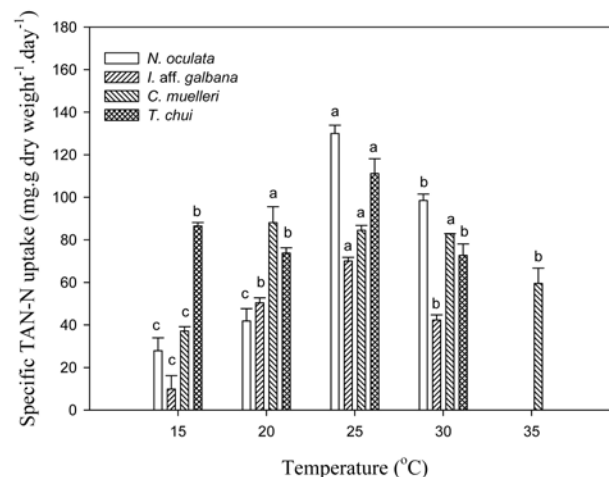 Specific TAN-N uptake (mg.g dry weight⁻¹.day⁻¹)
180
160
140
120
100
80
60
40
20
0
N. oculata
I. aff. galbana
C. muelleri
T. chui
c c c b
c b a b
a a a a
b b a b
b
15 20 25 30 35
Temperature (°C)